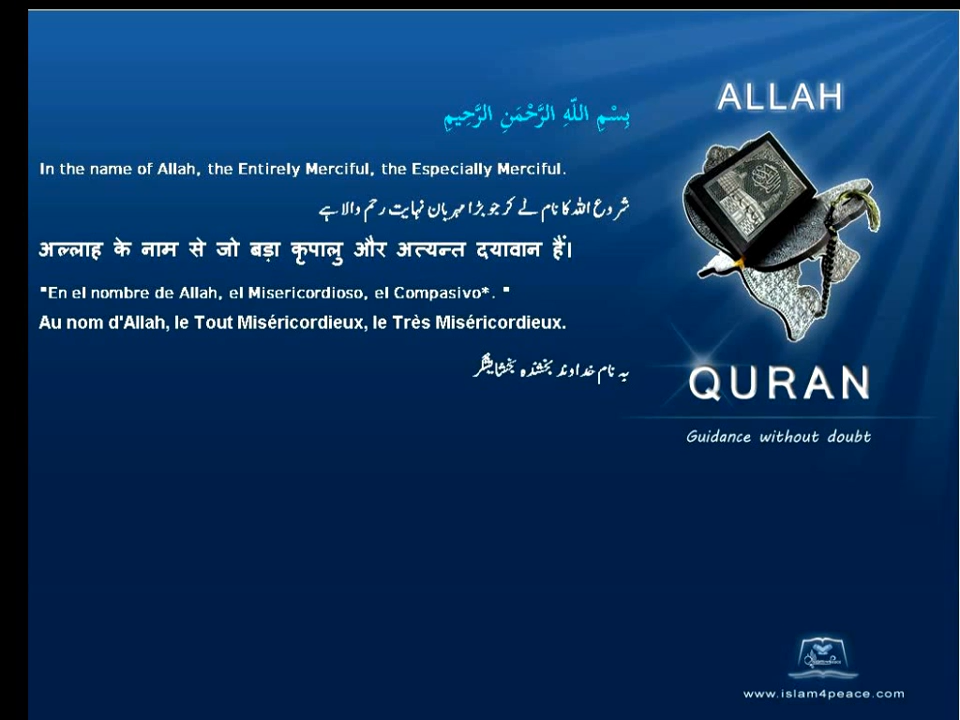 بِسْمِ اللّهِ الرَّحْمَنِ الرَّحِيمِ
In the name of Allah, the Entirely Merciful, the Especially Merciful.
شروع الله کا نام لے کر جو بڑا مہربان نہایت رحم والا ہے
अल्लाह के नाम से जो बड़ा कृपालु और अत्यन्त दयावान हैं।
"En el nombre de Allah, el Misericordioso, el Compasivo*. "
Au nom d'Allah, le Tout Miséricordieux, le Très Miséricordieux.
به نام خداوند بخشنده بخشایشگر
ALLAH
QURAN
Guidance without doubt
www.islam4peace.com